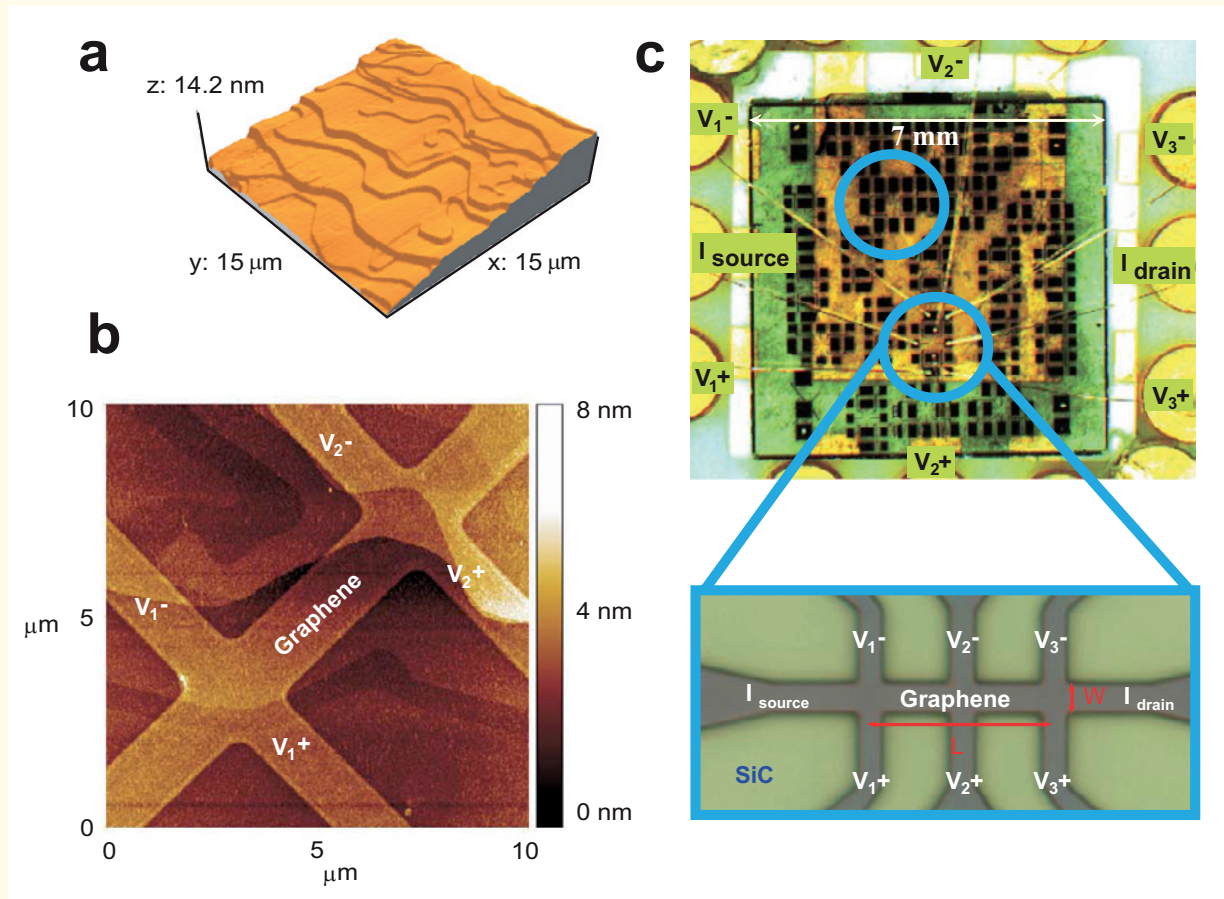 a
z: 14.2 nm
y: 15 μm
x: 15 μm
b
10
5
0
μm
0
5
10
μm
8 nm
4 nm
0 nm
V₂-
V₁-
Graphene
V₂+
V₁+
c
V₂-
V₁-
7 mm
V₃-
I source
I drain
V₁+
V₃+
V₂+
V₁- V₂- V₃-
I source Graphene W I drain
L
SiC
V₁+ V₂+ V₃+